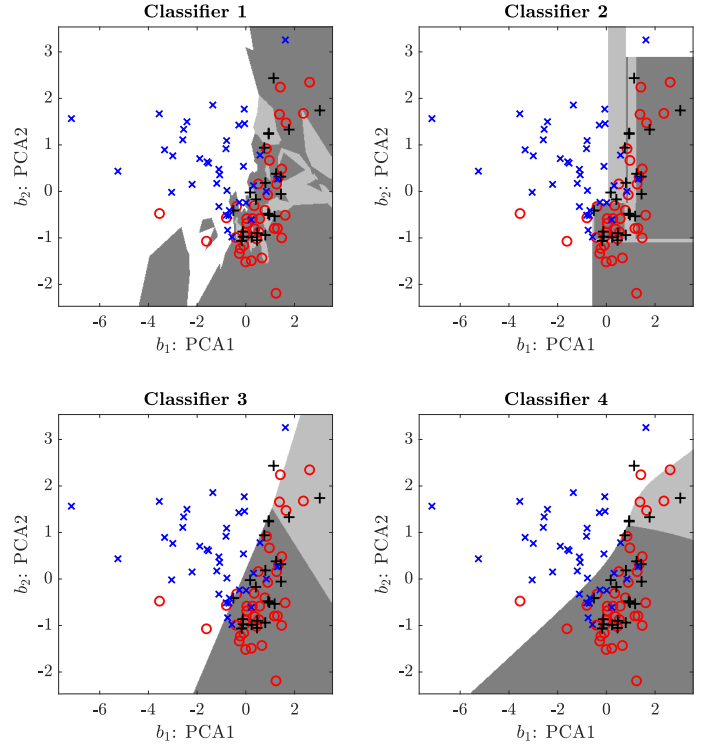 Classifier 1
3
2
1
0
-1
-2
b₂: PCA2
-6 -4 -2 0 2
b₁: PCA1
Classifier 2
3
2
1
0
-1
-2
b₂: PCA2
-6 -4 -2 0 2
b₁: PCA1
Classifier 3
3
2
1
0
-1
-2
b₂: PCA2
-6 -4 -2 0 2
b₁: PCA1
Classifier 4
3
2
1
0
-1
-2
b₂: PCA2
-6 -4 -2 0 2
b₁: PCA1